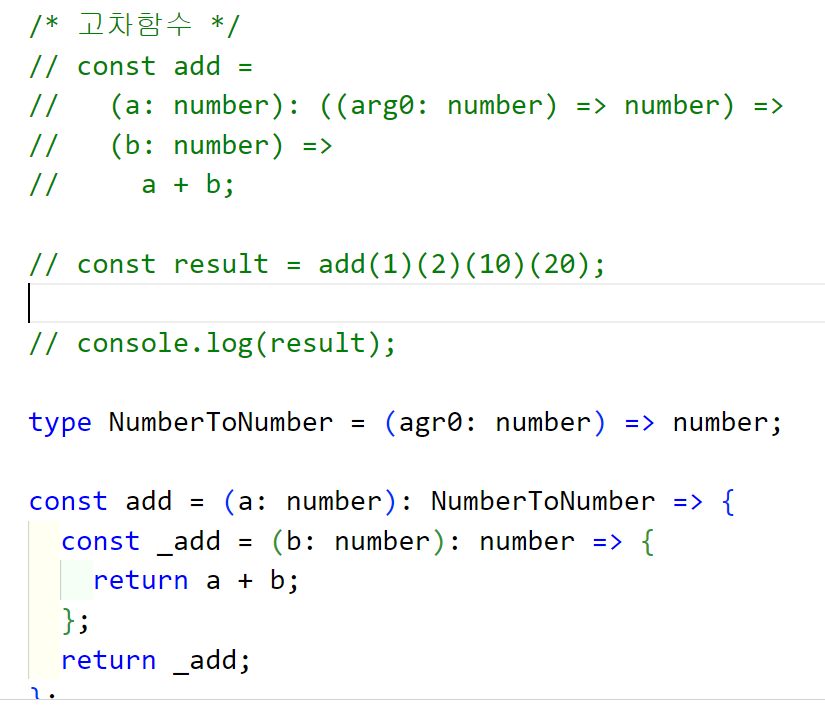 /* 고차함수 */
// const add =
//   (a: number): ((arg0: number) => number) =>
//   (b: number) =>
//     a + b;
// const result = add(1)(2)(10)(20);
// console.log(result);
type NumberToNumber = (agr0: number) => number;
const add = (a: number): NumberToNumber => {
  const _add = (b: number): number => {
    return a + b;
  };
  return _add;
};